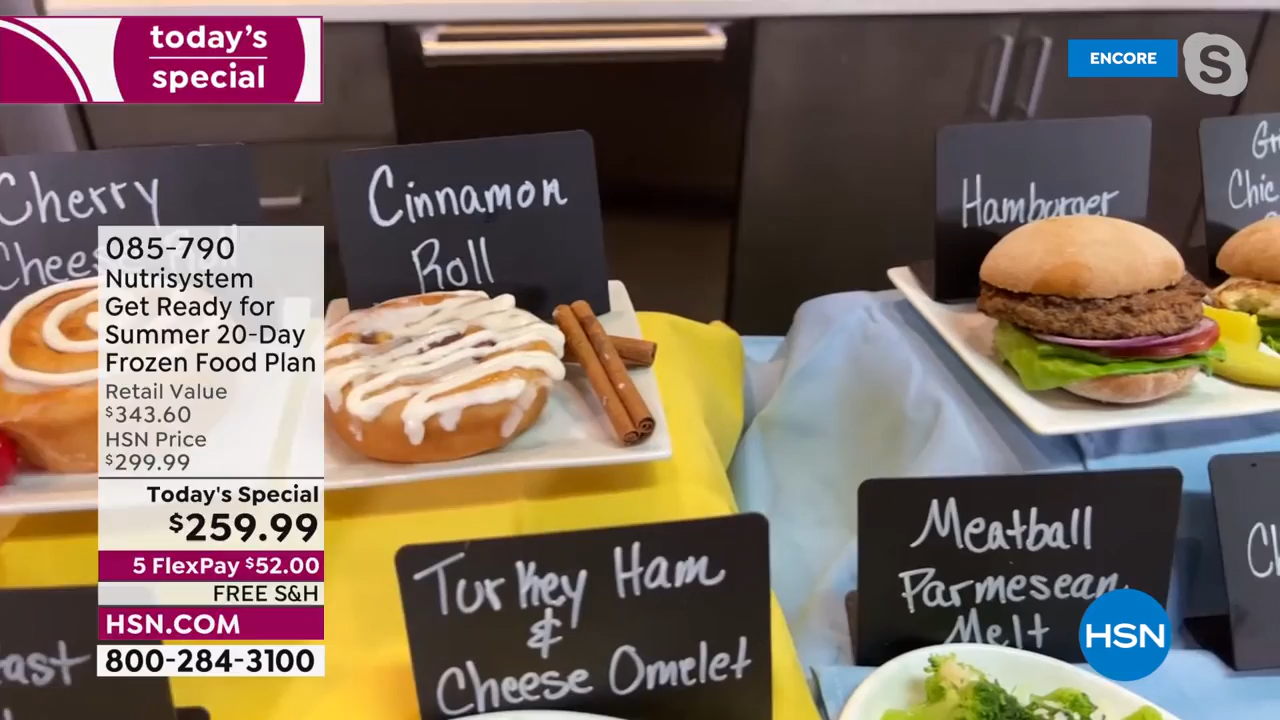 today's
special
ENCORE
S
Cherry
Cinnamon
Roll
Hamburger
085-790
Nutrisystem
Get Ready for
Summer 20-Day
Frozen Food Plan
Retail Value
$343.60
HSN Price
$299.99
Today's Special
$259.99
5 FlexPay $52.00
FREE S&H
HSN.COM
800-284-3100
Turkey Ham
&
Cheese Omelet
Meatball
Parmesean
Melt
HSN